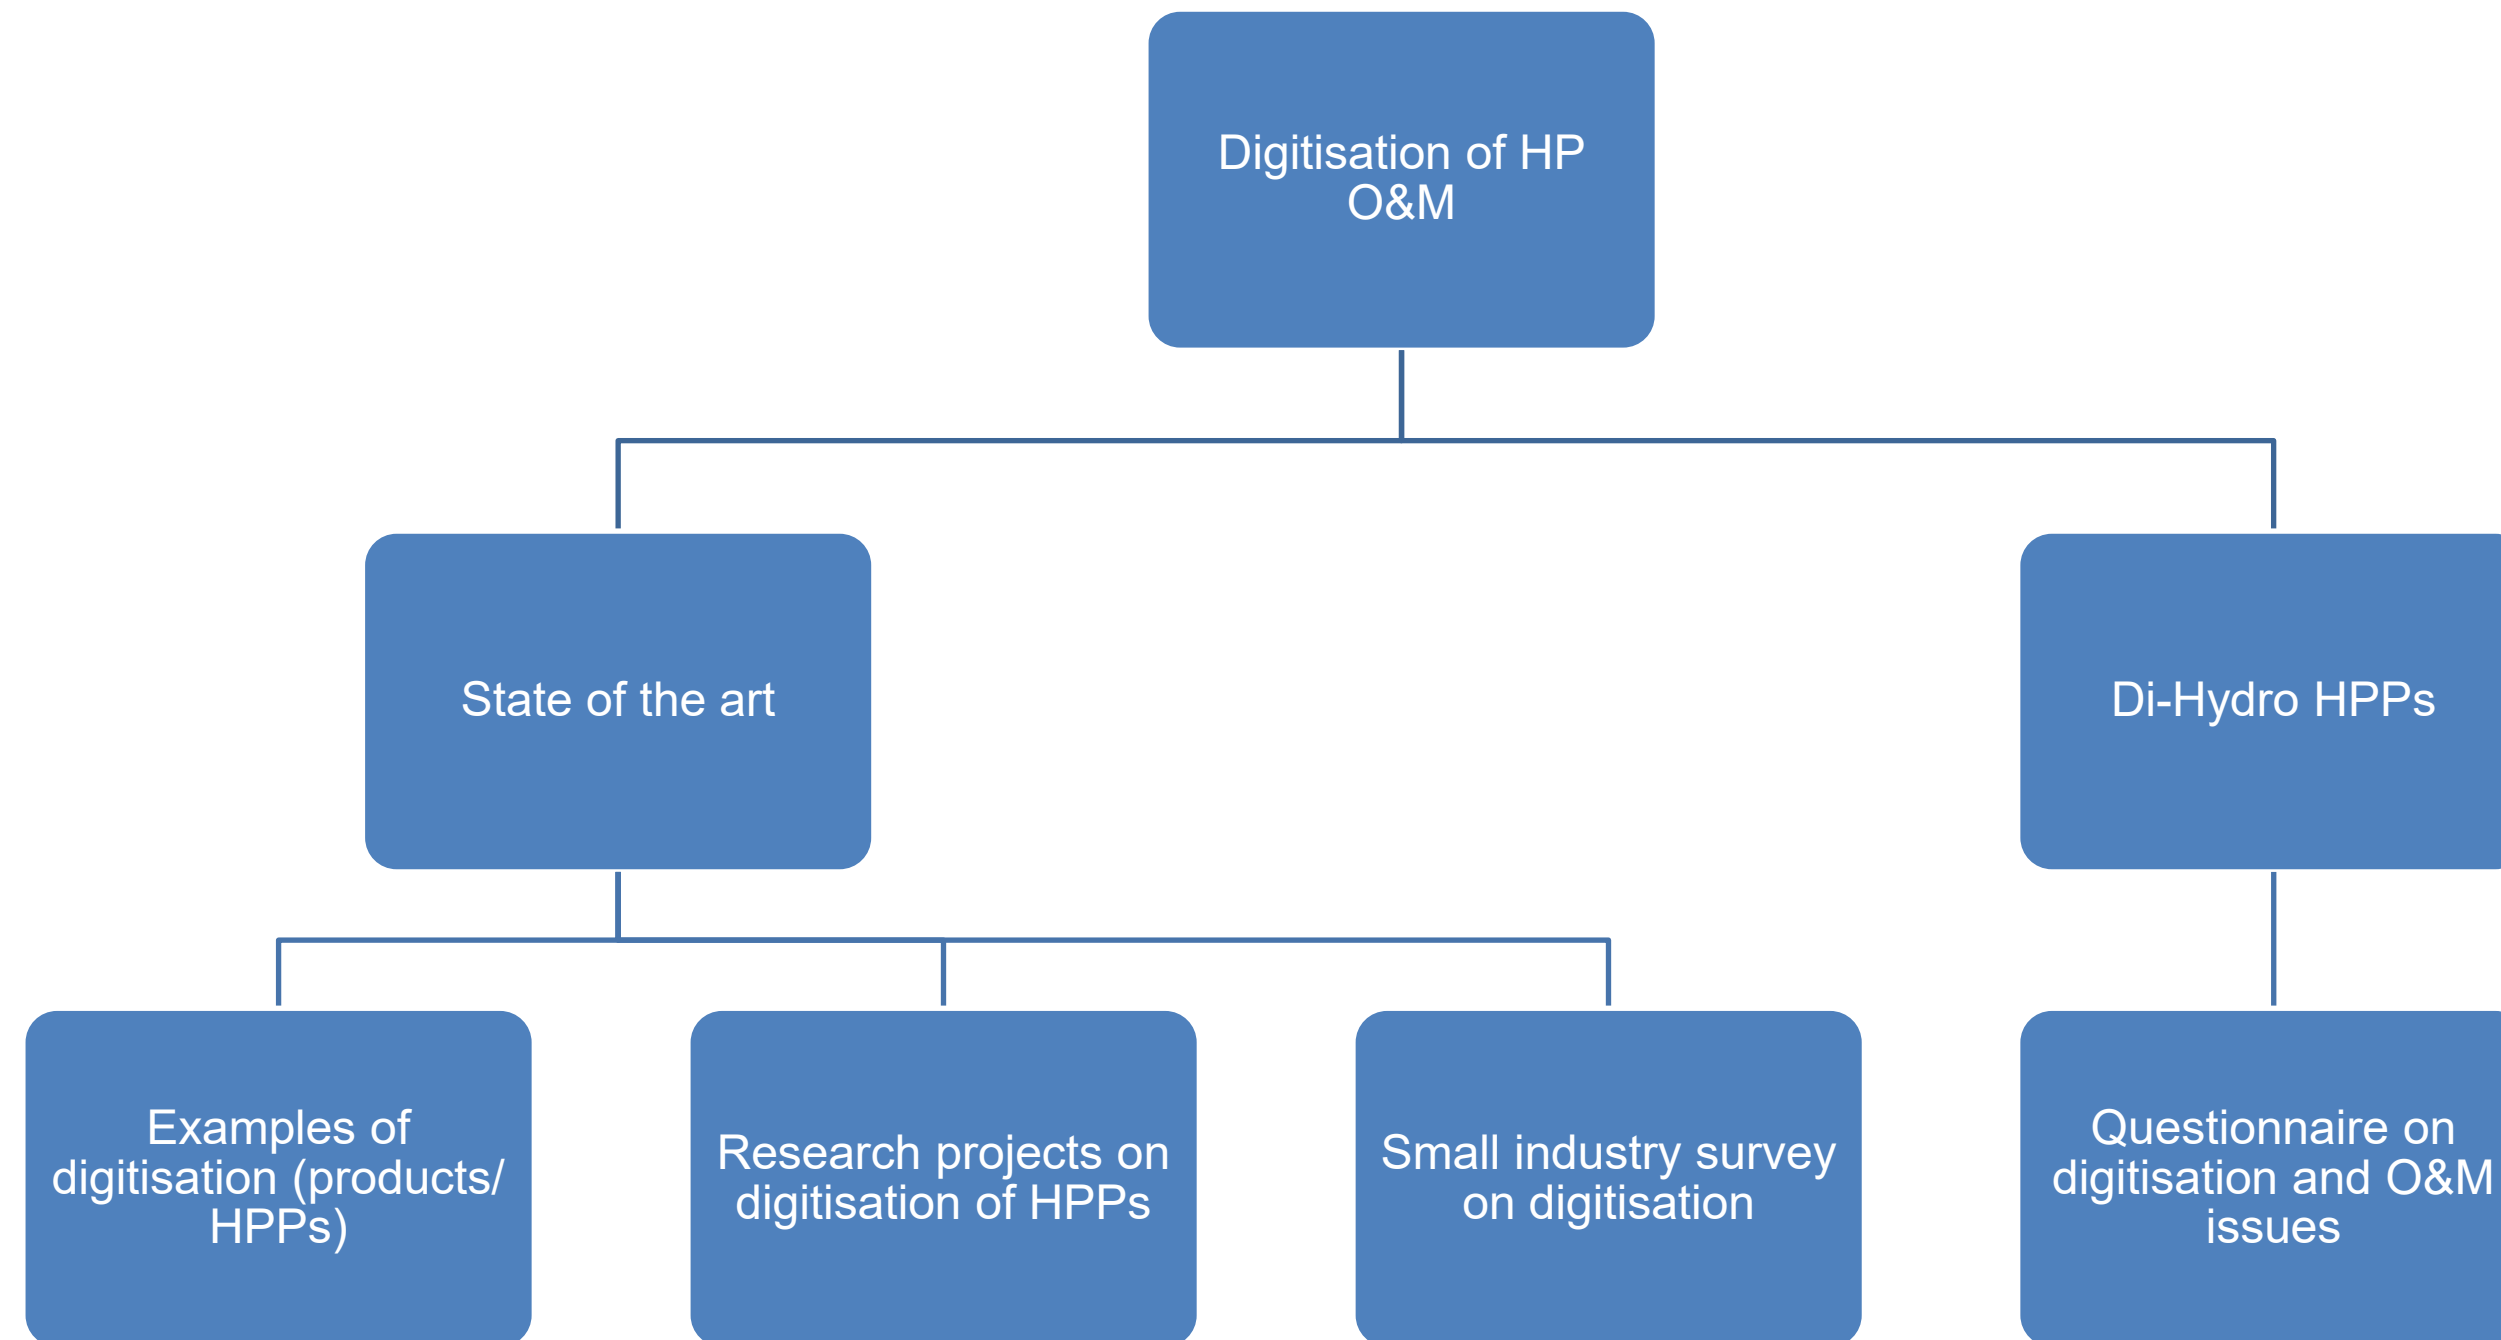 Digitisation of HP
O&M
State of the art
Di-Hydro HPPs
Examples of
digitisation (products/
HPPs)
Research projects on
digitisation of HPPs
Small industry survey
on digitisation
Questionnaire on
digitisation and O&M
issues